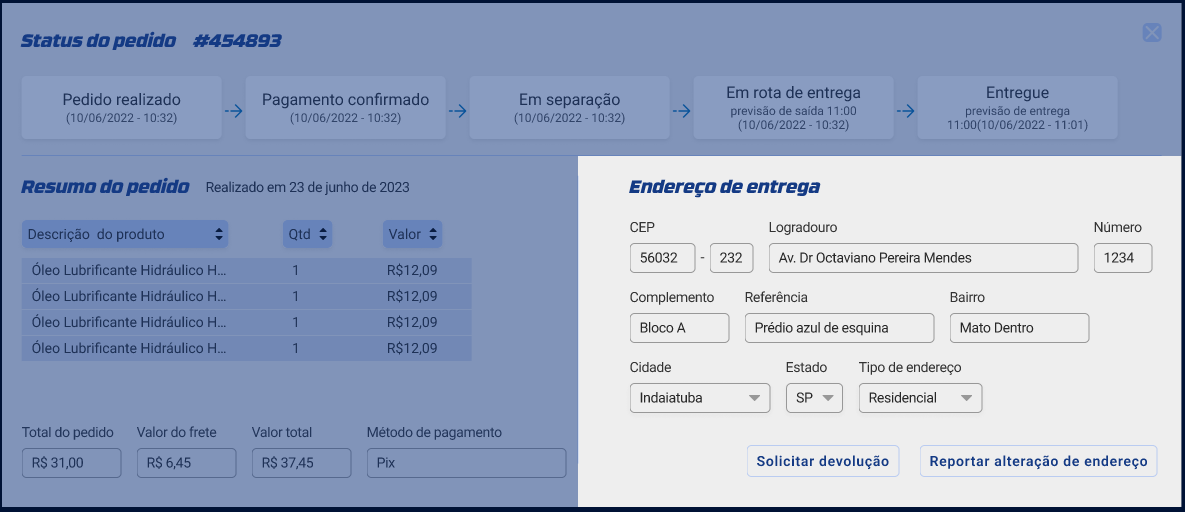 Status do pedido #454893
Pedido realizado
(10/06/2022 - 10:32)
Pagamento confirmado
(10/06/2022 - 10:32)
Em separação
(10/06/2022 - 10:32)
Em rota de entrega
previsão de saída 11:00
(10/06/2022 - 10:32)
Entregue
previsão de entrega
11:00(10/06/2022 - 11:01)
Resumo do pedido Realizado em 23 de junho de 2023
Descrição do produto Qtd Valor
Óleo Lubrificante Hidráulico H... 1 R$12,09
Óleo Lubrificante Hidráulico H... 1 R$12,09
Óleo Lubrificante Hidráulico H... 1 R$12,09
Óleo Lubrificante Hidráulico H... 1 R$12,09
Total do pedido Valor do frete Valor total Método de pagamento
R$ 31,00 R$ 6,45 R$ 37,45 Pix
Endereço de entrega
CEP Logradouro Número
56032 - 232 Av. Dr Octaviano Pereira Mendes 1234
Complemento Referência Bairro
Bloco A Prédio azul de esquina Mato Dentro
Cidade Estado Tipo de endereço
Indaiatuba SP Residencial
Solicitar devolução Reportar alteração de endereço